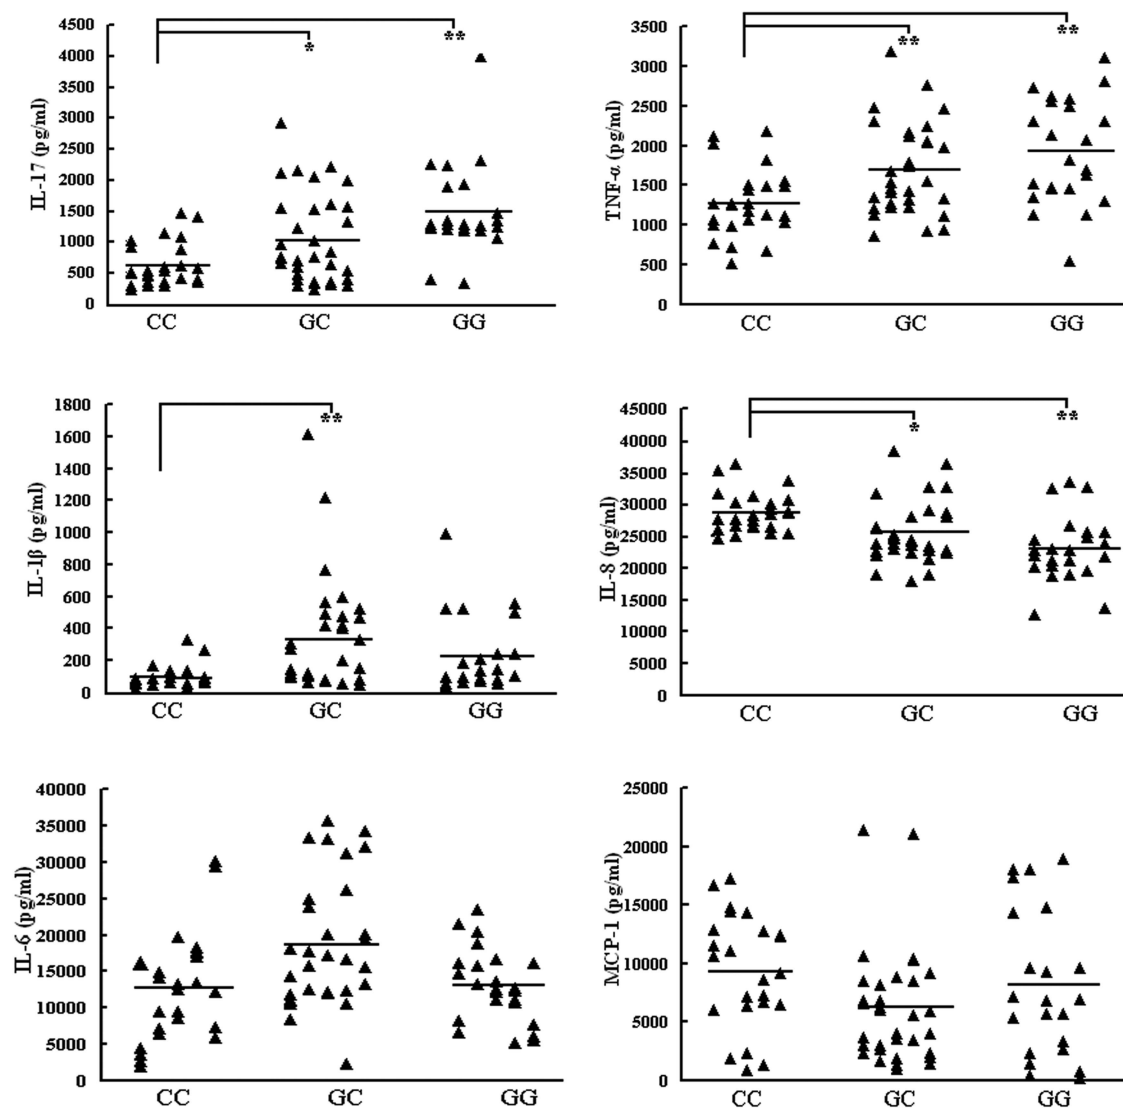 IL-17 (pg/ml)
4500
4000
3500
3000
2500
2000
1500
1000
500
0
*
**
CC
GC
GG
TNF-α (pg/ml)
3500
3000
2500
2000
1500
1000
500
0
**
**
CC
GC
GG
IL-1β (pg/ml)
1800
1600
1400
1200
1000
800
600
400
200
0
**
CC
GC
GG
IL-8 (pg/ml)
45000
40000
35000
30000
25000
20000
15000
10000
5000
0
*
**
CC
GC
GG
IL-6 (pg/ml)
40000
35000
30000
25000
20000
15000
10000
5000
0
CC
GC
GG
MCP-1 (pg/ml)
25000
20000
15000
10000
5000
0
CC
GC
GG